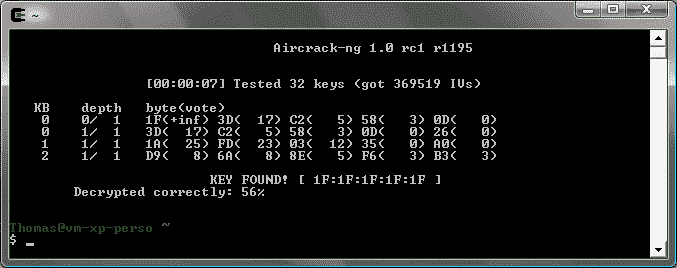 ~
Aircrack-ng 1.0 rc1 r1195
[00:00:07] Tested 32 keys (got 369519 IVs)
KB    depth   byte(vote)
0    0/  1   1F(+inf) 3D(  17) C2(   5) 58(   3) 0D(   0)
0    1/  1   3D(  17) C2(   5) 58(   3) 0D(   0) 26(   0)
1    1/  1   1A(  25) FD(  23) 03(  12) 35(   0) A0(   0)
2    1/  1   D9(   8) 6A(   8) 8E(   5) F6(   3) B3(   3)
KEY FOUND! [ 1F:1F:1F:1F:1F ]
Decrypted correctly: 56%
Thomas@vm-xp-perso ~
$